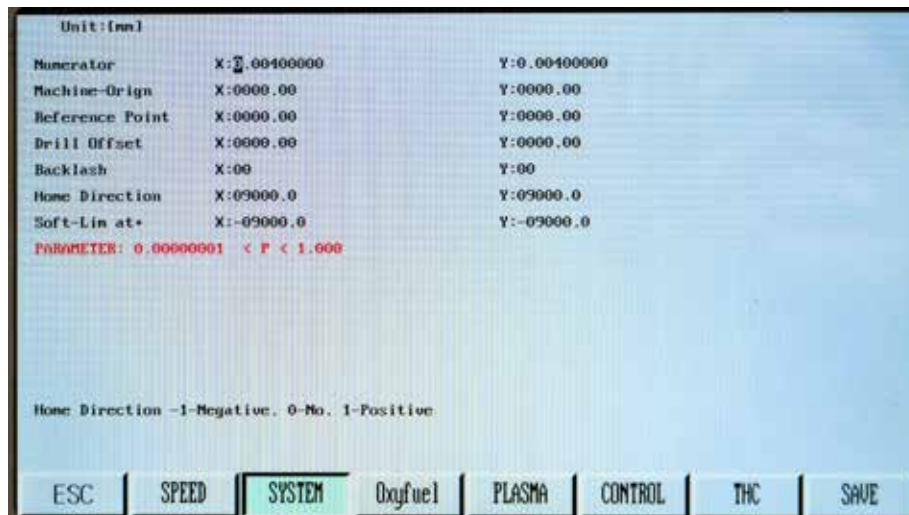 Unit:[mm]
Numerator X:0.00400000 Y:0.00400000
Machine-Orign X:0000.00 Y:0000.00
Reference Point X:0000.00 Y:0000.00
Drill Offset X:0000.00 Y:0000.00
Backlash X:00 Y:00
Home Direction X:09000.0 Y:09000.0
Soft-Lim at+ X:-09000.0 Y:-09000.0
PARAMETER: 0.00000001 < P < 1.000
Home Direction -1-Negative. 0-No. 1-Positive
ESC SPEED SYSTEM Oxyfuel PLASMA CONTROL THC SAVE